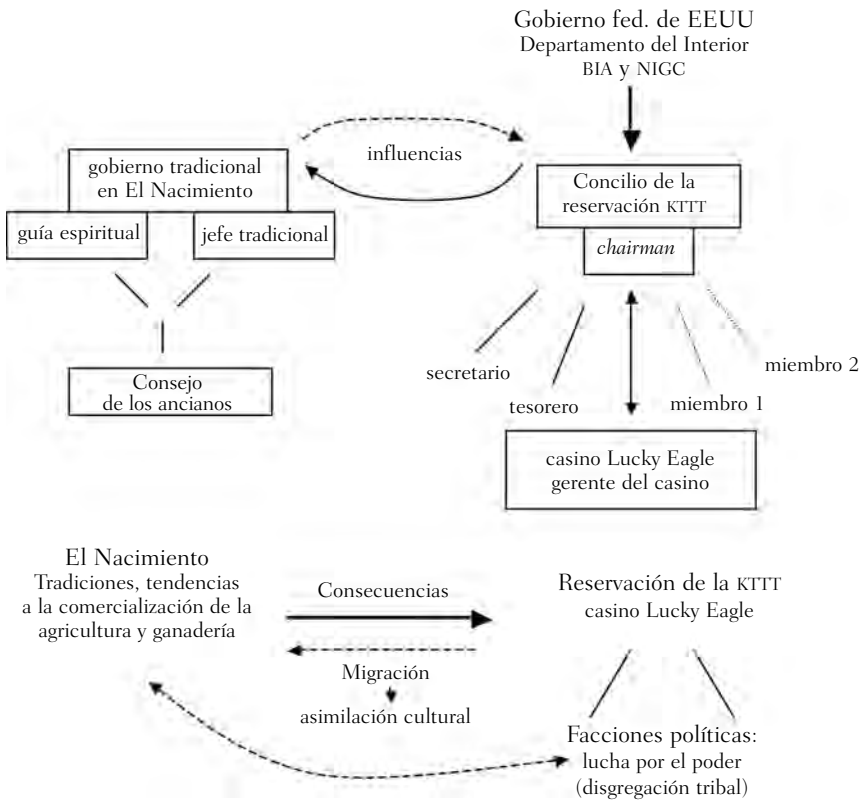 Gobierno fed. de EEUU
Departamento del Interior
BIA y NIGC
influencias
gobierno tradicional
en El Nacimiento
guía espiritual
jefe tradicional
Consejo
de los ancianos
Concilio de la
reservación KTTT
chairman
secretario
tesorero
miembro 1
miembro 2
casino Lucky Eagle
gerente del casino
El Nacimiento
Tradiciones, tendencias
a la comercialización de la
agricultura y ganadería
Consecuencias
Migración
asimilación cultural
Reservación de la KTTT
casino Lucky Eagle
Facciones políticas:
lucha por el poder
(disgregación tribal)